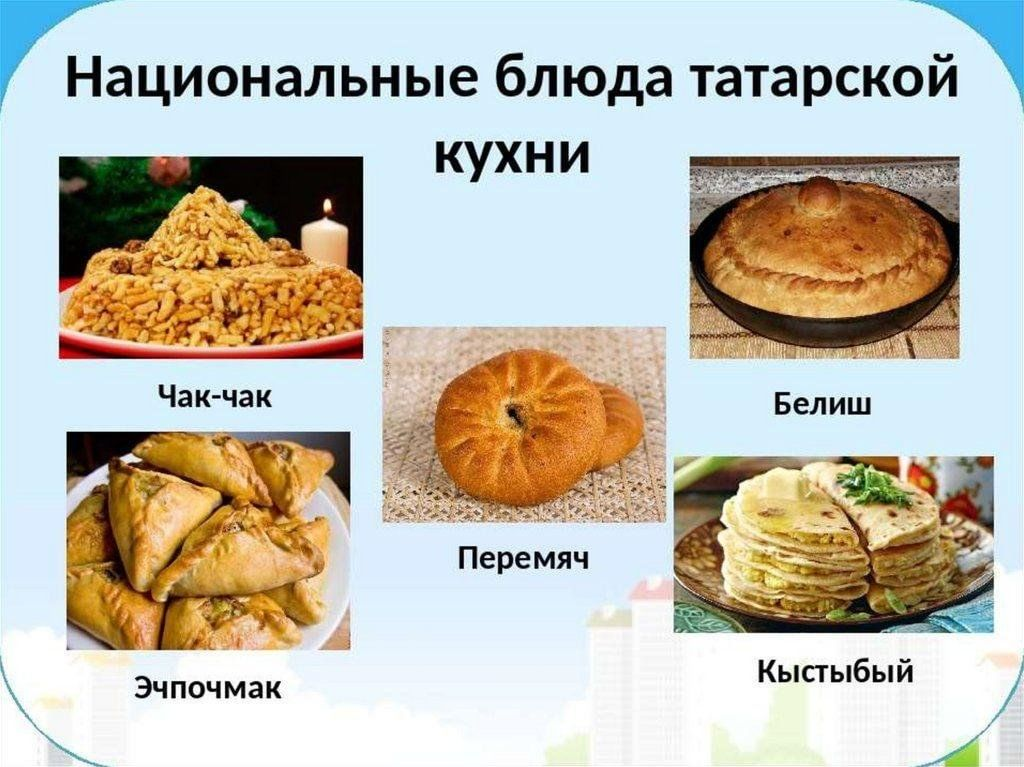 Национальные блюда татарской
кухни
Чак-чак
Белиш
Перемяч
Эчпочмак
Кыстыбый